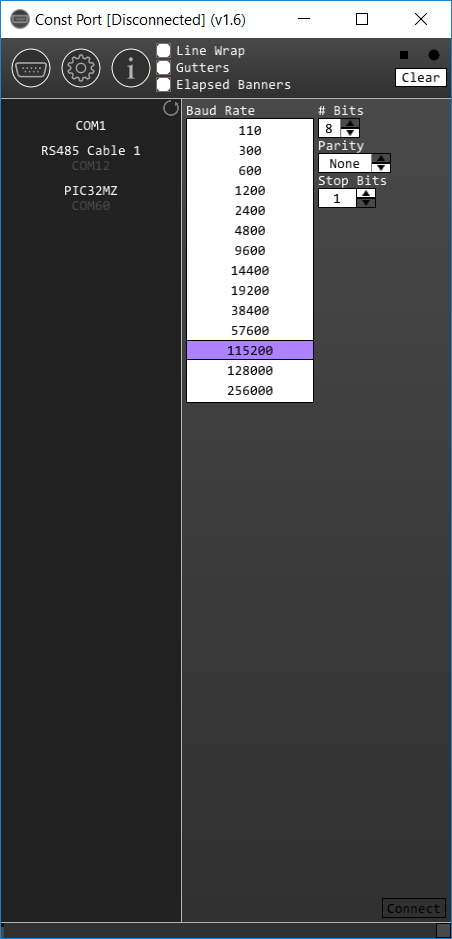 Const Port [Disconnected] (v1.6)
Line Wrap
Gutters
Elapsed Banners
Clear
COM1
RS485 Cable 1
COM12
PIC32MZ
COM60
Baud Rate
110
300
600
1200
2400
4800
9600
14400
19200
38400
57600
115200
128000
256000
# Bits
8
Parity
None
Stop Bits
1
Connect